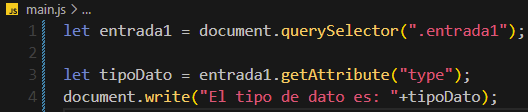 JS main.js > ...
1 let entrada1 = document.querySelector(".entrada1");
2
3 let tipoDato = entrada1.getAttribute("type");
4 document.write("El tipo de dato es: "+tipoDato);